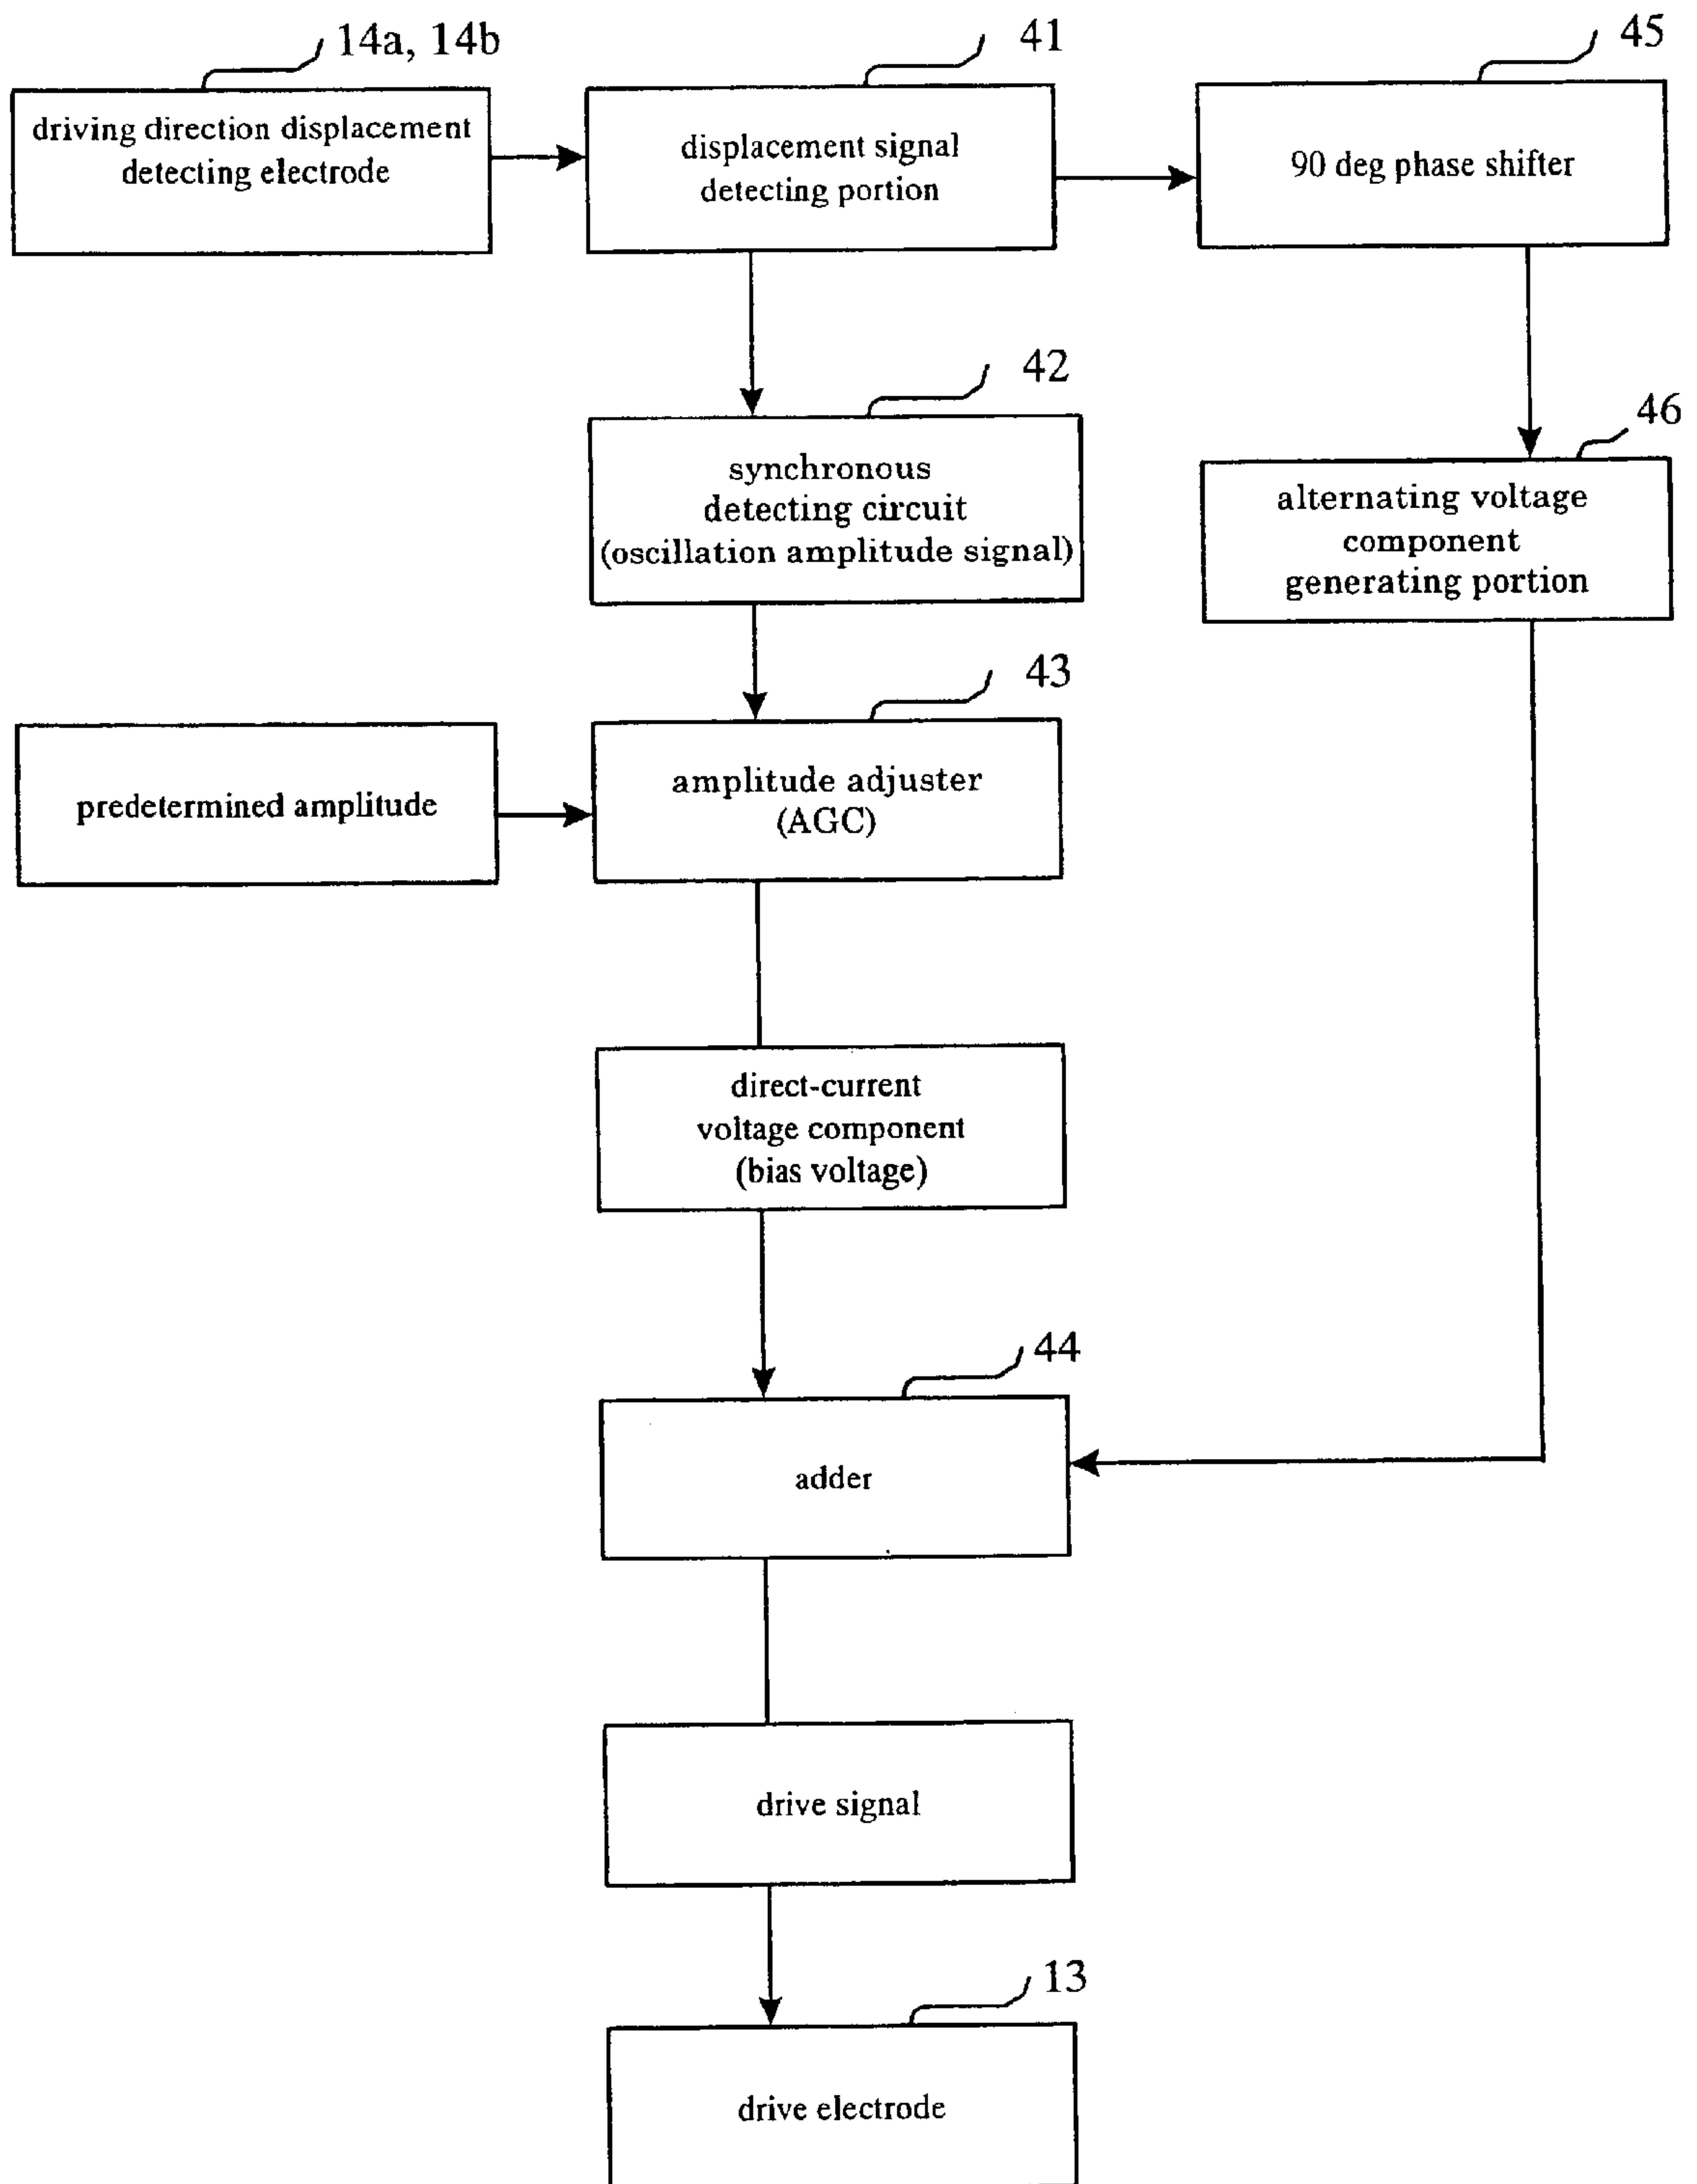 14a, 14b
driving direction displacement
detecting electrode
41
displacement signal
detecting portion
45
90 deg phase shifter
42
synchronous
detecting circuit
(oscillation amplitude signal)
46
alternating voltage
component
generating portion
predetermined amplitude
43
amplitude adjuster
(AGC)
direct-current
voltage component
(bias voltage)
44
adder
drive signal
13
drive electrode